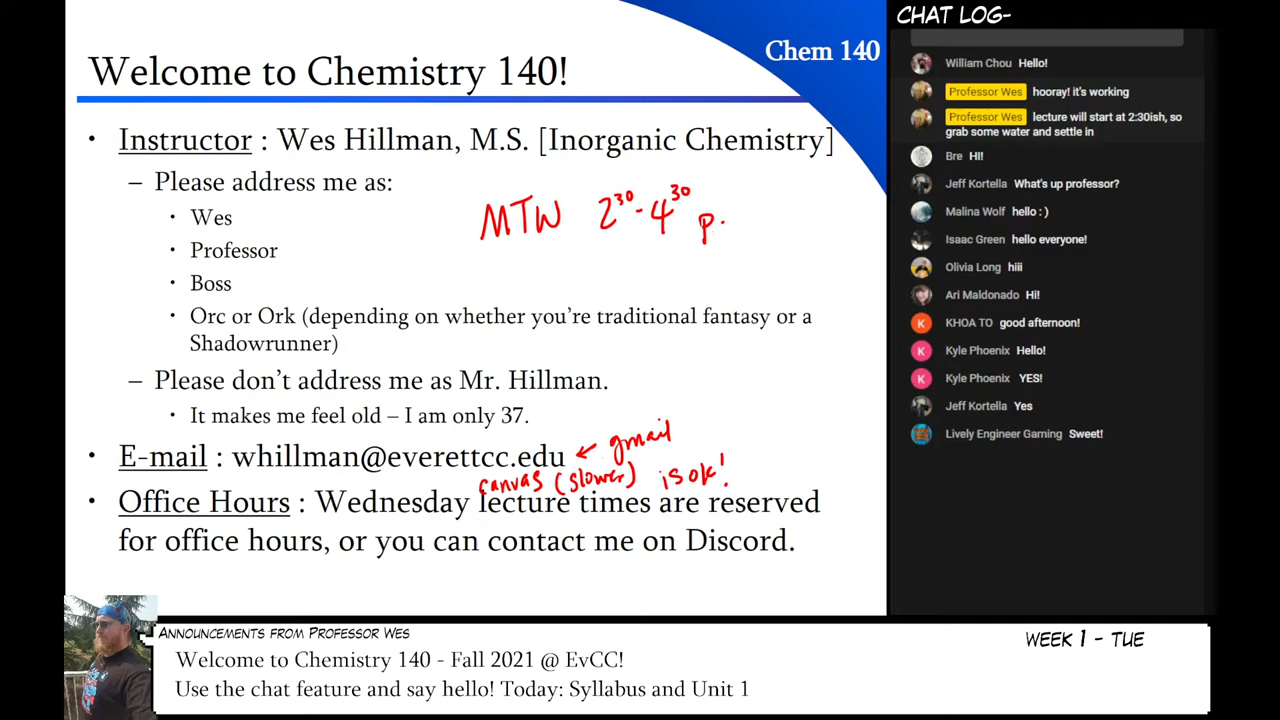 Chem 140
Welcome to Chemistry 140!
• Instructor : Wes Hillman, M.S. [Inorganic Chemistry]
– Please address me as:
• Wes
• Professor
• Boss
• Orc or Ork (depending on whether you're traditional fantasy or a
Shadowrunner)
MTW 2³⁰-4³⁰ p.
– Please don't address me as Mr. Hillman.
• It makes me feel old – I am only 37.
• E-mail : whillman@everettcc.edu ← gmail
canvas (slower) is ok!
• Office Hours : Wednesday lecture times are reserved
for office hours, or you can contact me on Discord.
CHAT LOG-
William Chou Hello!
Professor Wes hooray! it's working
Professor Wes lecture will start at 2:30ish, so
grab some water and settle in
Bre HI!
Jeff Kortella What's up professor?
Malina Wolf hello : )
Isaac Green hello everyone!
Olivia Long hiii
Ari Maldonado Hi!
K KHOA TO good afternoon!
K Kyle Phoenix Hello!
K Kyle Phoenix YES!
Jeff Kortella Yes
Lively Engineer Gaming Sweet!
ANNOUNCEMENTS FROM PROFESSOR WES
WEEK 1 - TUE
Welcome to Chemistry 140 - Fall 2021 @ EvCC!
Use the chat feature and say hello! Today: Syllabus and Unit 1